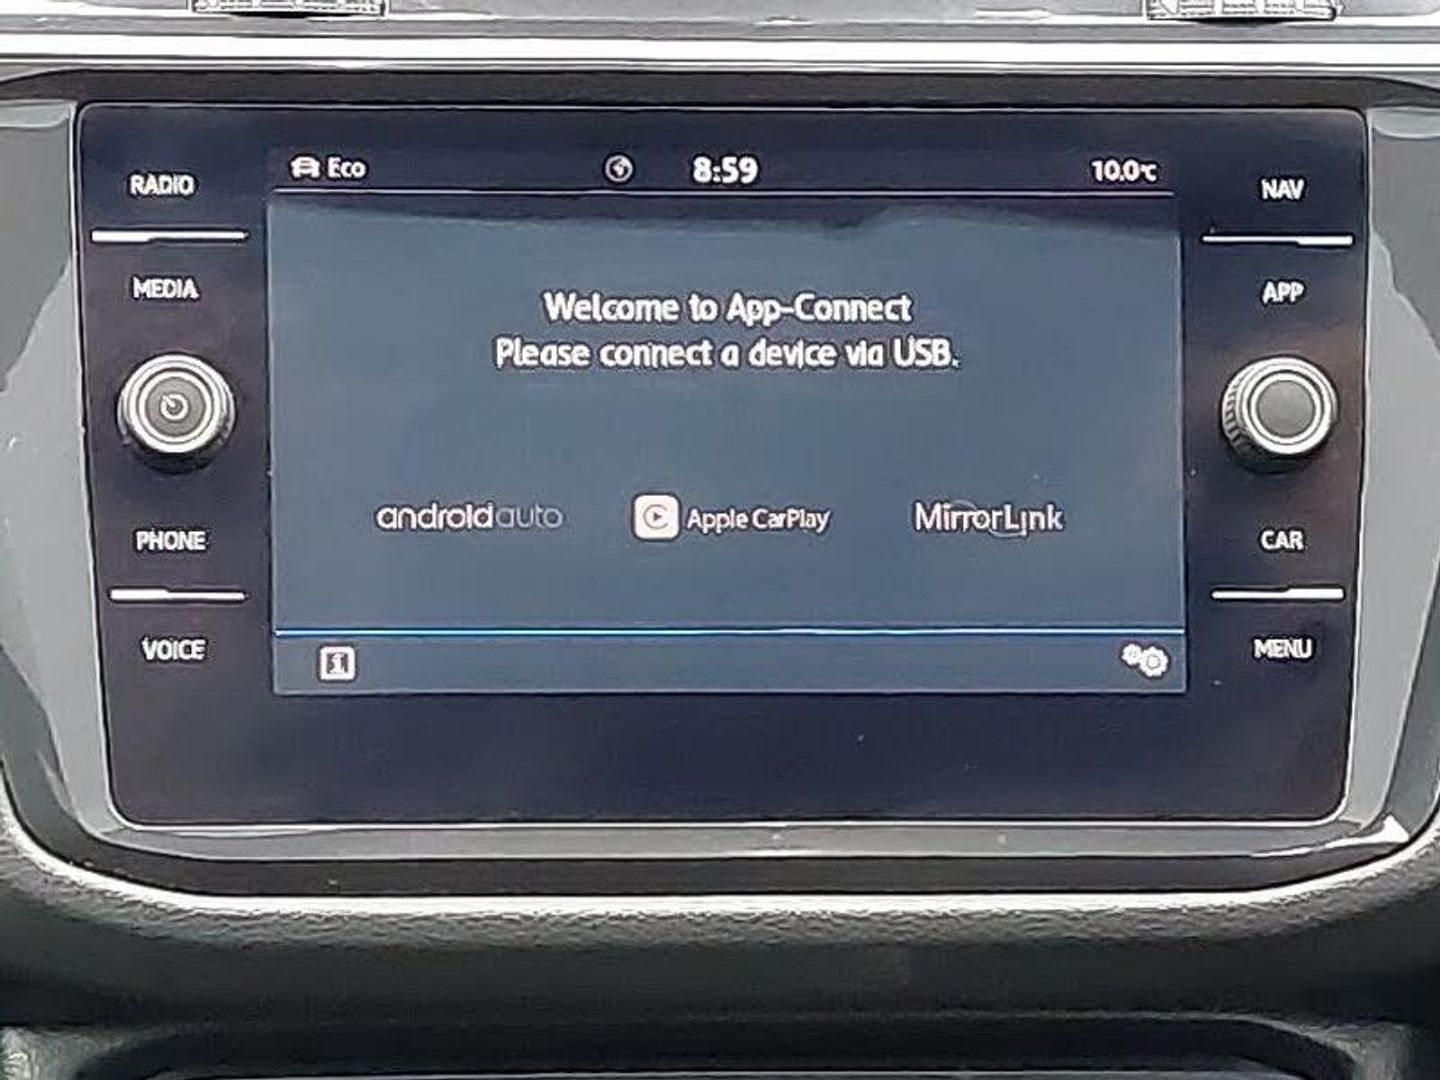 RADIO
MEDIA
PHONE
VOICE
Eco
8:59
10.0°C
Welcome to App-Connect
Please connect a device via USB.
androidauto
Apple CarPlay
MirrorLink
i
NAV
APP
CAR
MENU